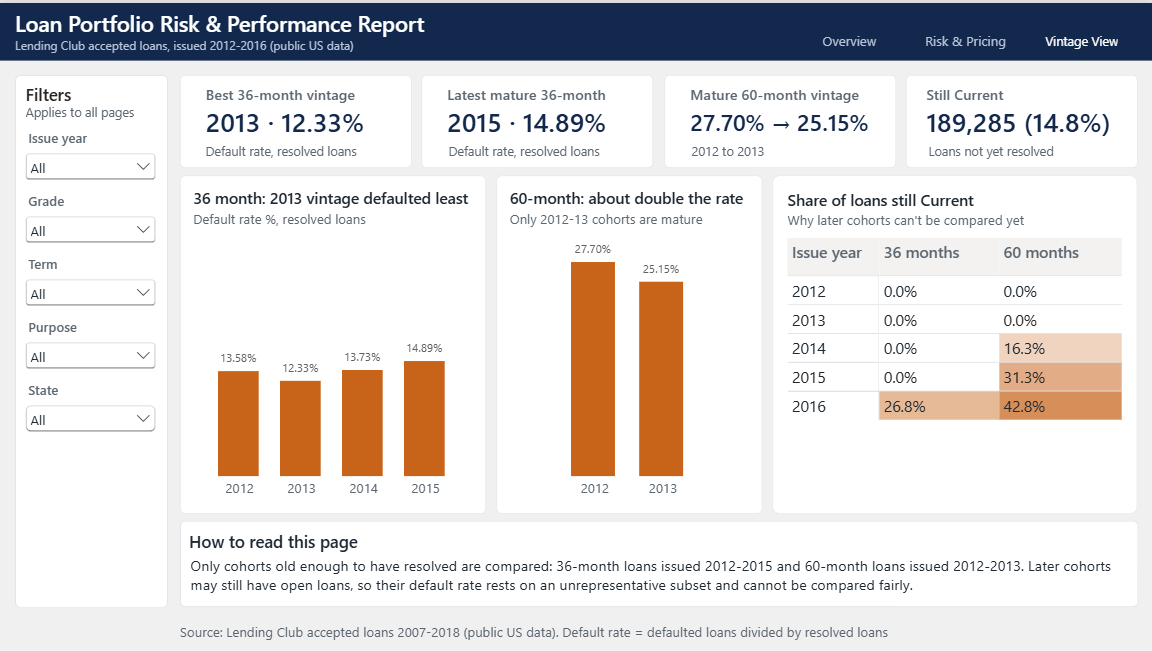 Loan Portfolio Risk & Performance Report
Lending Club accepted loans, issued 2012-2016 (public US data)
Overview
Risk & Pricing
Vintage View
Filters
Applies to all pages
Issue year
All
Grade
All
Term
All
Purpose
All
State
All
Best 36-month vintage
2013 · 12.33%
Default rate, resolved loans
Latest mature 36-month
2015 · 14.89%
Default rate, resolved loans
Mature 60-month vintage
27.70% → 25.15%
2012 to 2013
Still Current
189,285 (14.8%)
Loans not yet resolved
36 month: 2013 vintage defaulted least
Default rate %, resolved loans
13.58%
12.33%
13.73%
14.89%
2012 2013 2014 2015
60-month: about double the rate
Only 2012-13 cohorts are mature
27.70%
25.15%
2012 2013
Share of loans still Current
Why later cohorts can't be compared yet
Issue year 36 months 60 months
2012 0.0% 0.0%
2013 0.0% 0.0%
2014 0.0% 16.3%
2015 0.0% 31.3%
2016 26.8% 42.8%
How to read this page
Only cohorts old enough to have resolved are compared: 36-month loans issued 2012-2015 and 60-month loans issued 2012-2013. Later cohorts
may still have open loans, so their default rate rests on an unrepresentative subset and cannot be compared fairly.
Source: Lending Club accepted loans 2007-2018 (public US data). Default rate = defaulted loans divided by resolved loans